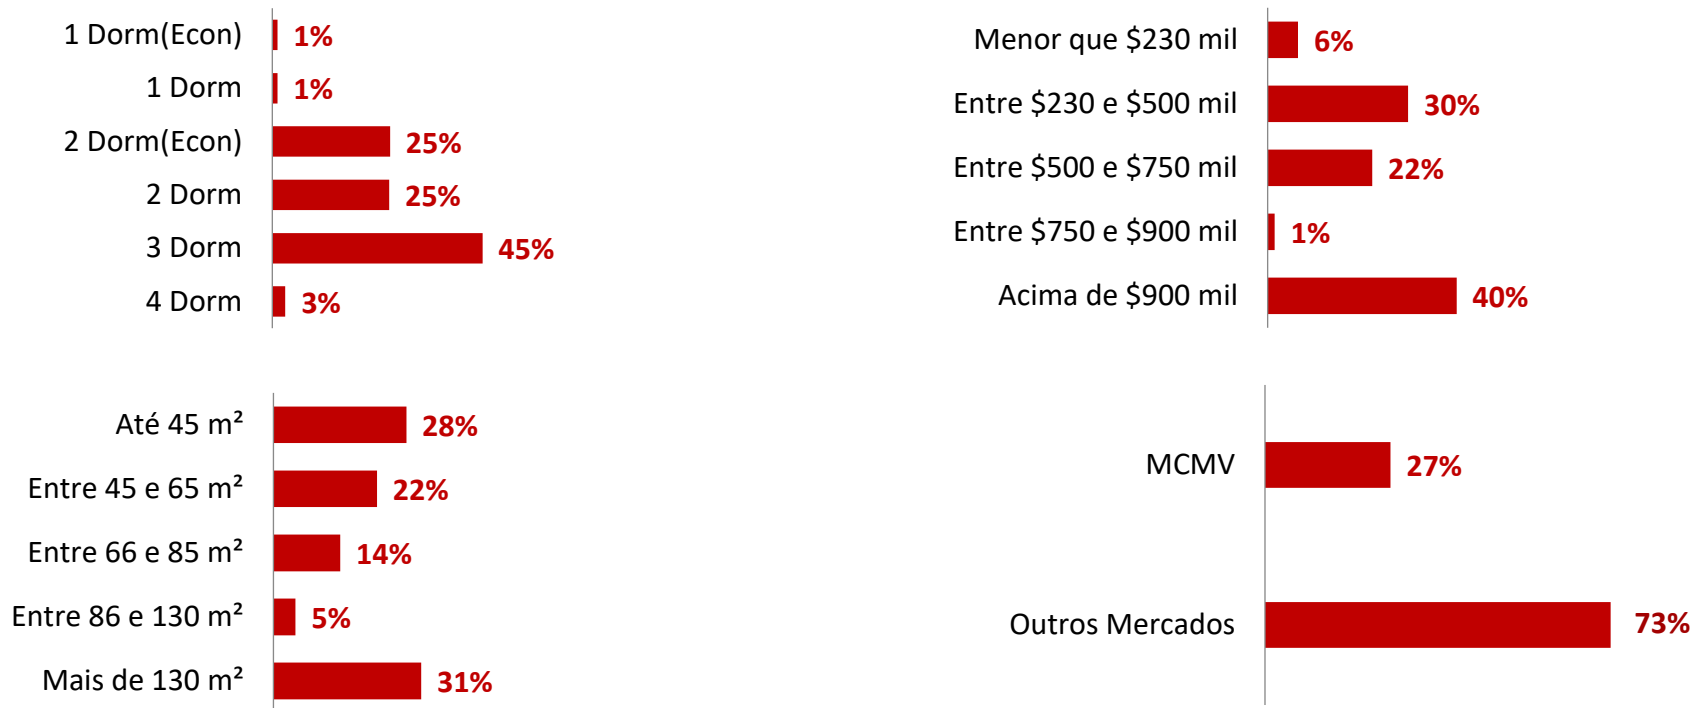 1 Dorm(Econ) 1%
1 Dorm 1%
2 Dorm(Econ) 25%
2 Dorm 25%
3 Dorm 45%
4 Dorm 3%
Menor que $230 mil 6%
Entre $230 e $500 mil 30%
Entre $500 e $750 mil 22%
Entre $750 e $900 mil 1%
Acima de $900 mil 40%
Até 45 m² 28%
Entre 45 e 65 m² 22%
Entre 66 e 85 m² 14%
Entre 86 e 130 m² 5%
Mais de 130 m² 31%
MCMV 27%
Outros Mercados 73%